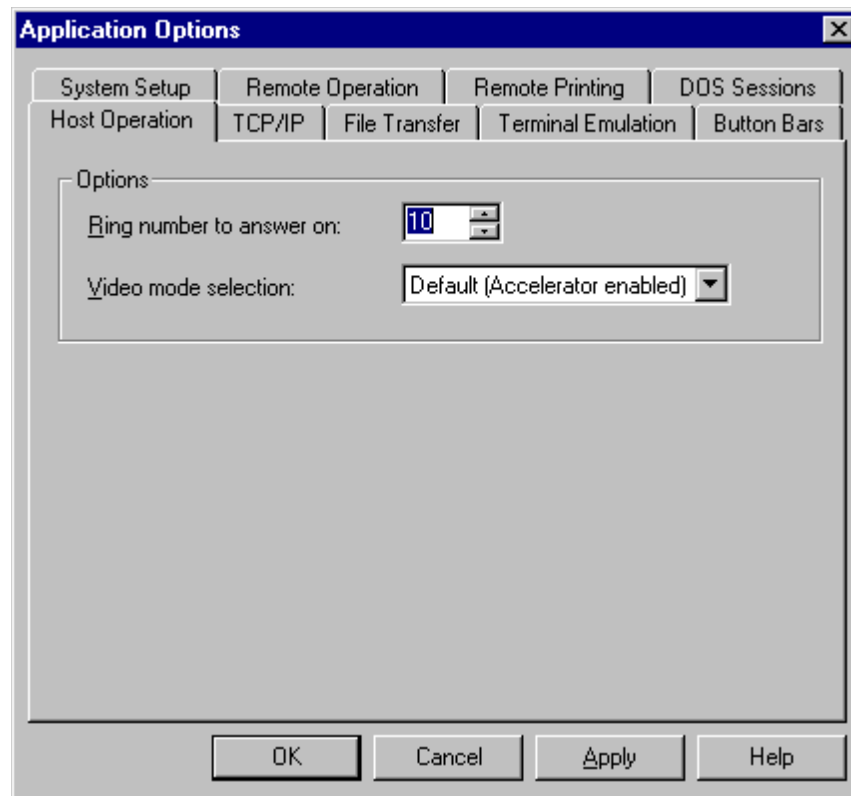 Application Options
System Setup Remote Operation Remote Printing DOS Sessions
Host Operation TCP/IP File Transfer Terminal Emulation Button Bars
Options
Ring number to answer on: 10
Video mode selection: Default (Accelerator enabled)
OK Cancel Apply Help